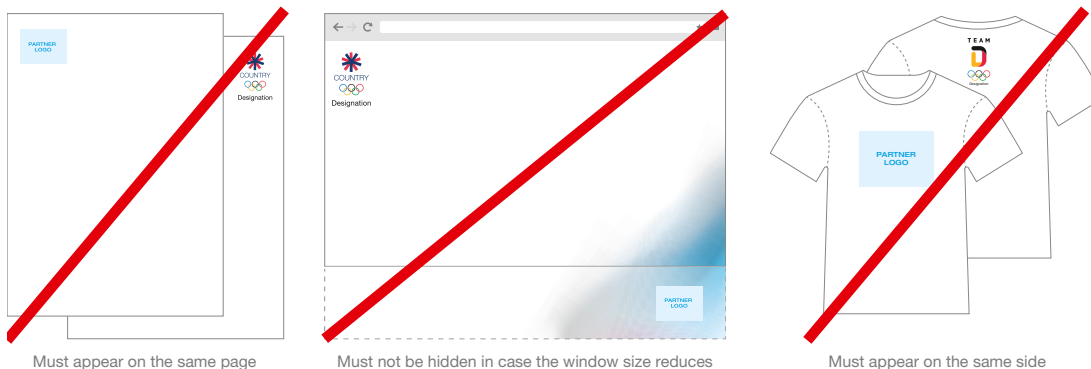 PARTNER
LOGO
COUNTRY
Designation
Must appear on the same page
COUNTRY
Designation
PARTNER
LOGO
Must not be hidden in case the window size reduces
TEAM
D
Designation
PARTNER
LOGO
Must appear on the same side